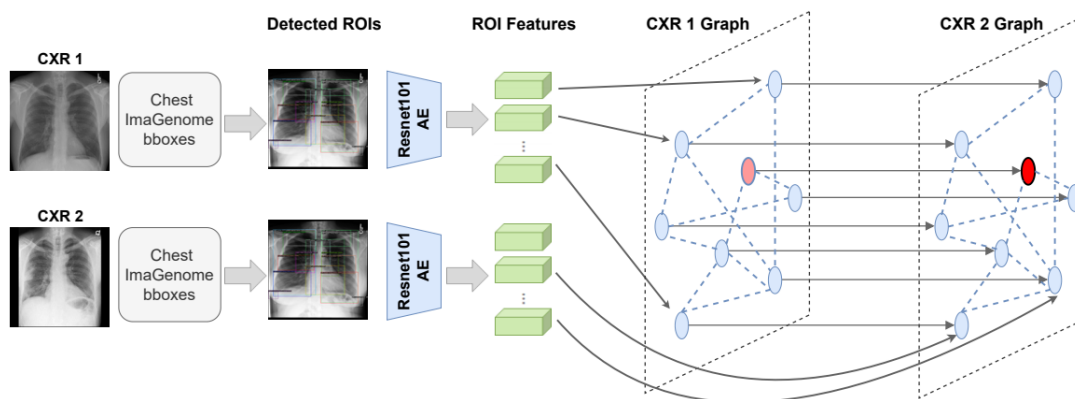 Detected ROIs
ROI Features
CXR 1 Graph
CXR 2 Graph
CXR 1
Chest
ImaGenome
bboxes
Resnet101
AE
...
CXR 2
Chest
ImaGenome
bboxes
Resnet101
AE
...